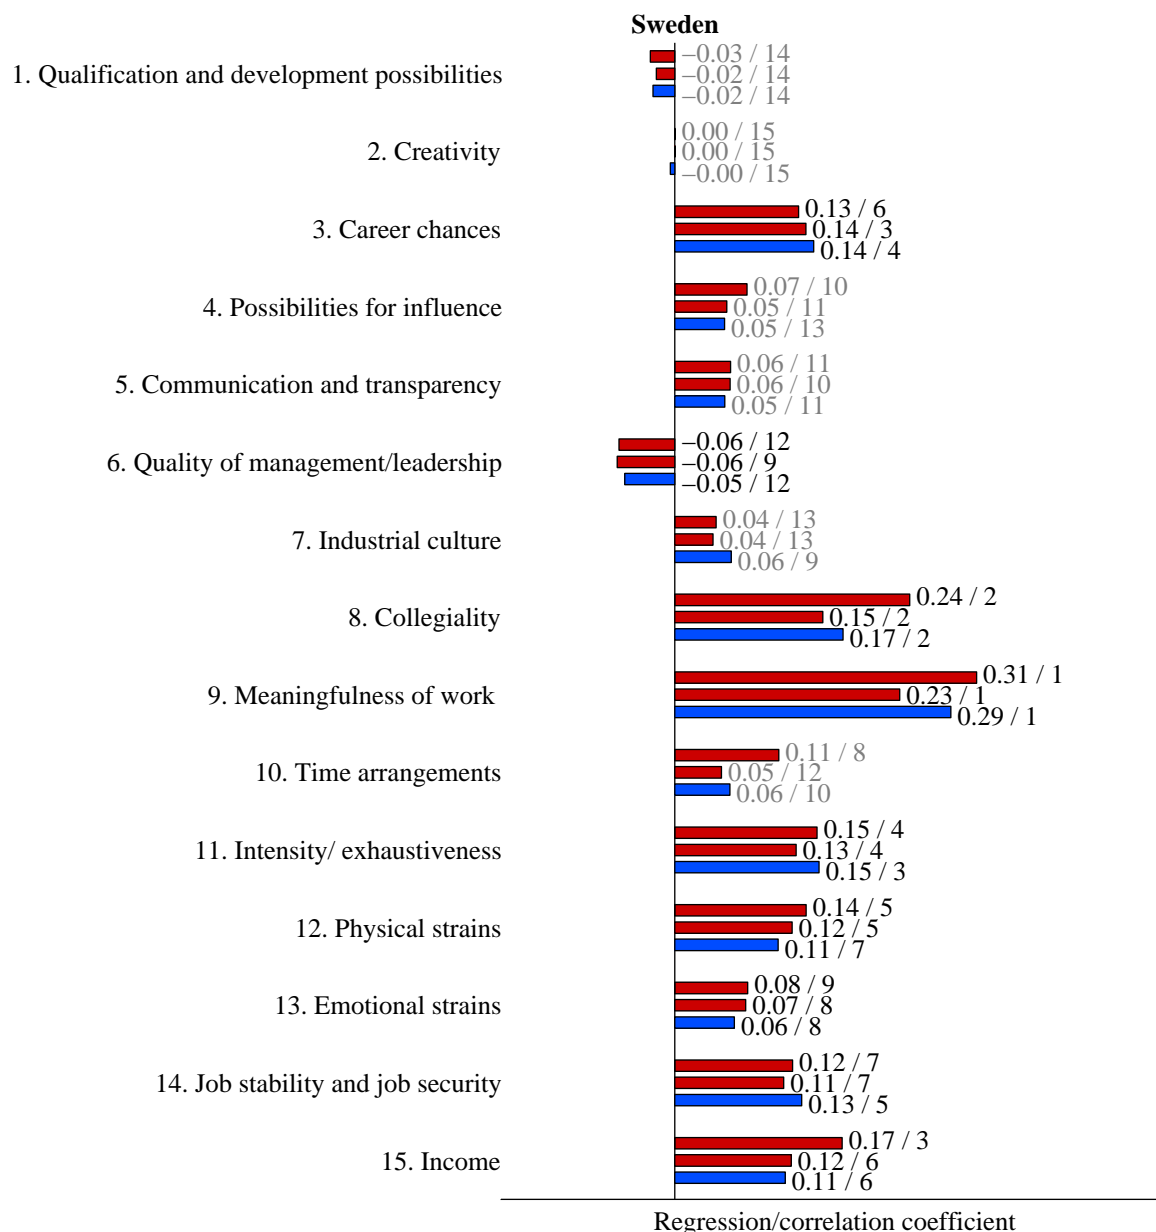 Sweden
1. Qualification and development possibilities
–0.03 / 14
–0.02 / 14
–0.02 / 14
2. Creativity
0.00 / 15
0.00 / 15
–0.00 / 15
3. Career chances
0.13 / 6
0.14 / 3
0.14 / 4
4. Possibilities for influence
0.07 / 10
0.05 / 11
0.05 / 13
5. Communication and transparency
0.06 / 11
0.06 / 10
0.05 / 11
6. Quality of management/leadership
–0.06 / 12
–0.06 / 9
–0.05 / 12
7. Industrial culture
0.04 / 13
0.04 / 13
0.06 / 9
8. Collegiality
0.24 / 2
0.15 / 2
0.17 / 2
9. Meaningfulness of work
0.31 / 1
0.23 / 1
0.29 / 1
10. Time arrangements
0.11 / 8
0.05 / 12
0.06 / 10
11. Intensity/ exhaustiveness
0.15 / 4
0.13 / 4
0.15 / 3
12. Physical strains
0.14 / 5
0.12 / 5
0.11 / 7
13. Emotional strains
0.08 / 9
0.07 / 8
0.06 / 8
14. Job stability and job security
0.12 / 7
0.11 / 7
0.13 / 5
15. Income
0.17 / 3
0.12 / 6
0.11 / 6
Regression/correlation coefficient